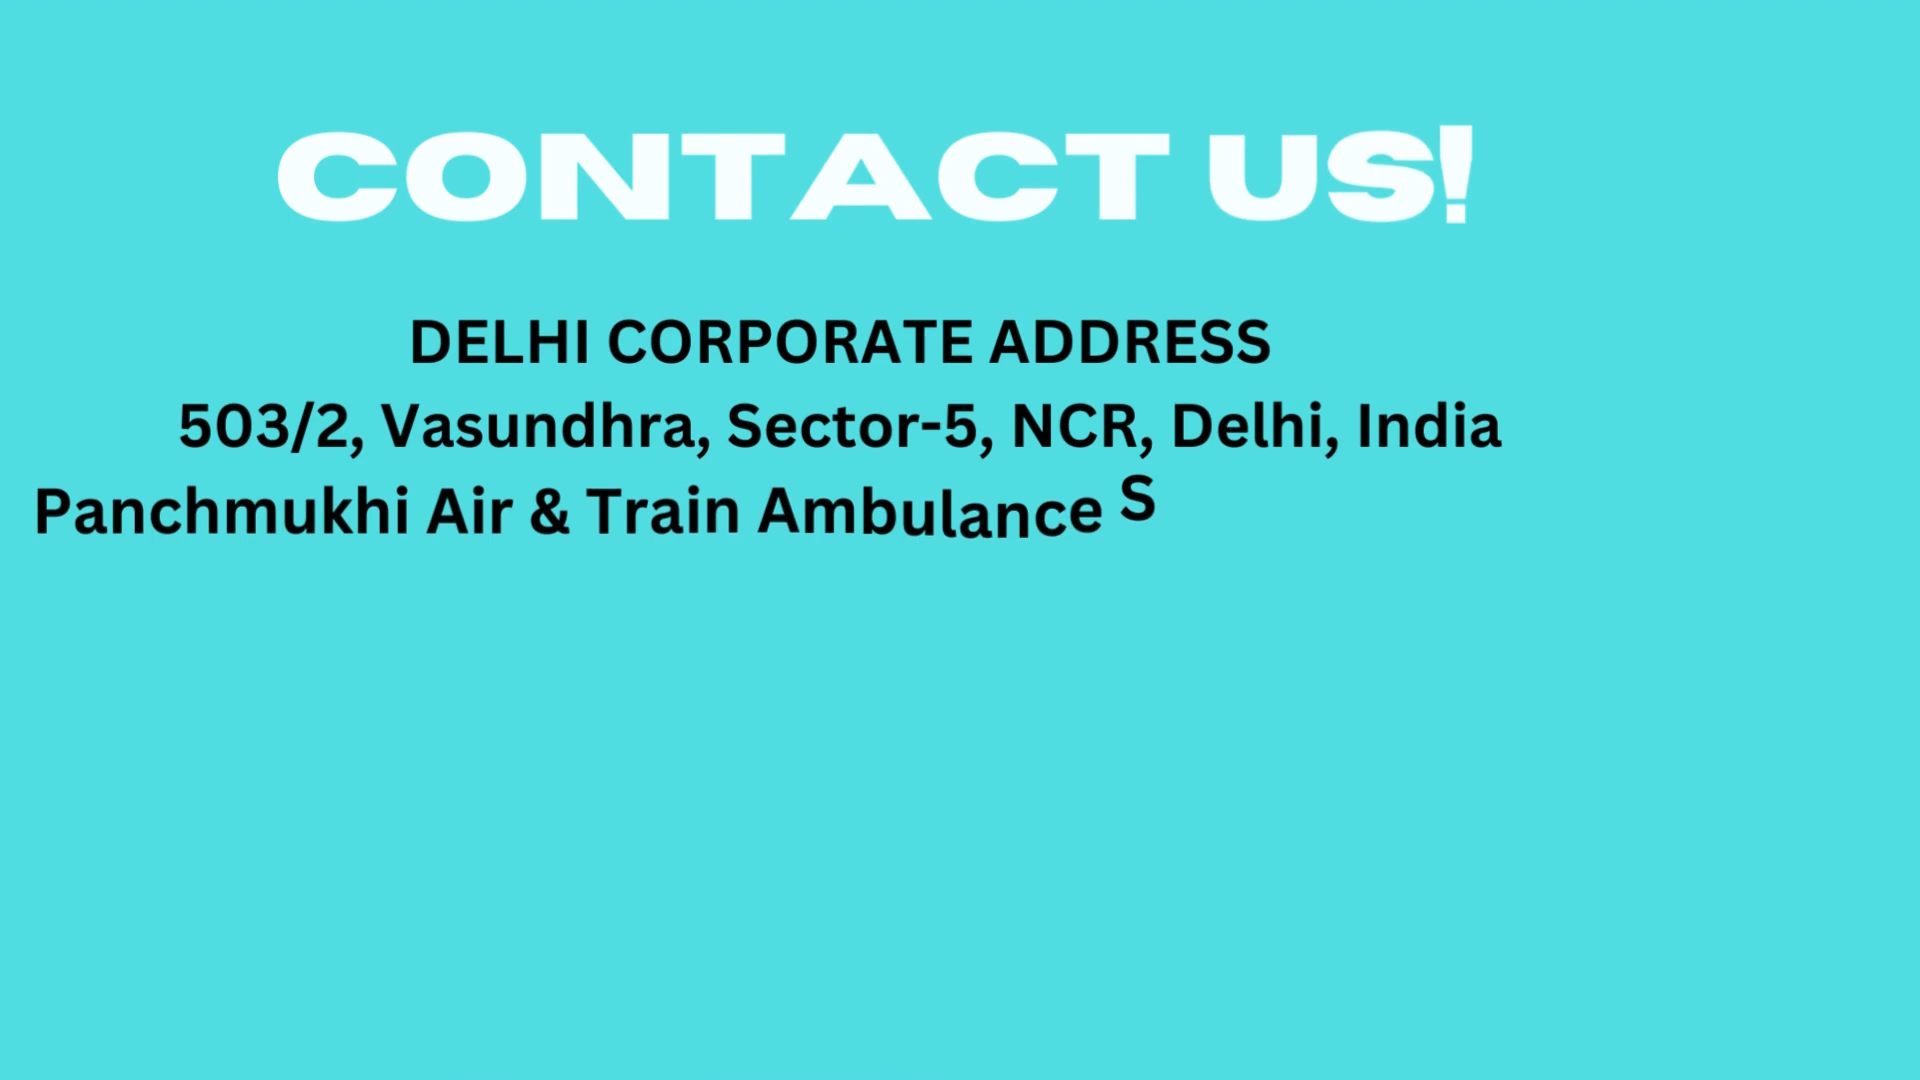 CONTACT US!
DELHI CORPORATE ADDRESS
503/2, Vasundhra, Sector-5, NCR, Delhi, India
Panchmukhi Air & Train Ambulance S